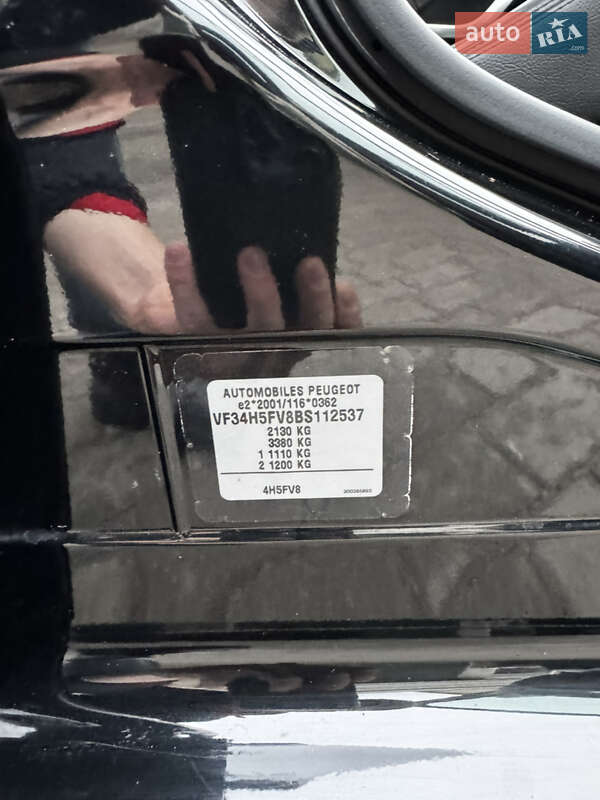 auto RIA .com
AUTOMOBILES PEUGEOT
e2*2001/116*0362
VF34H5FV8BS112537
2130 KG
3380 KG
1 1110 KG
2 1200 KG
4H5FV8